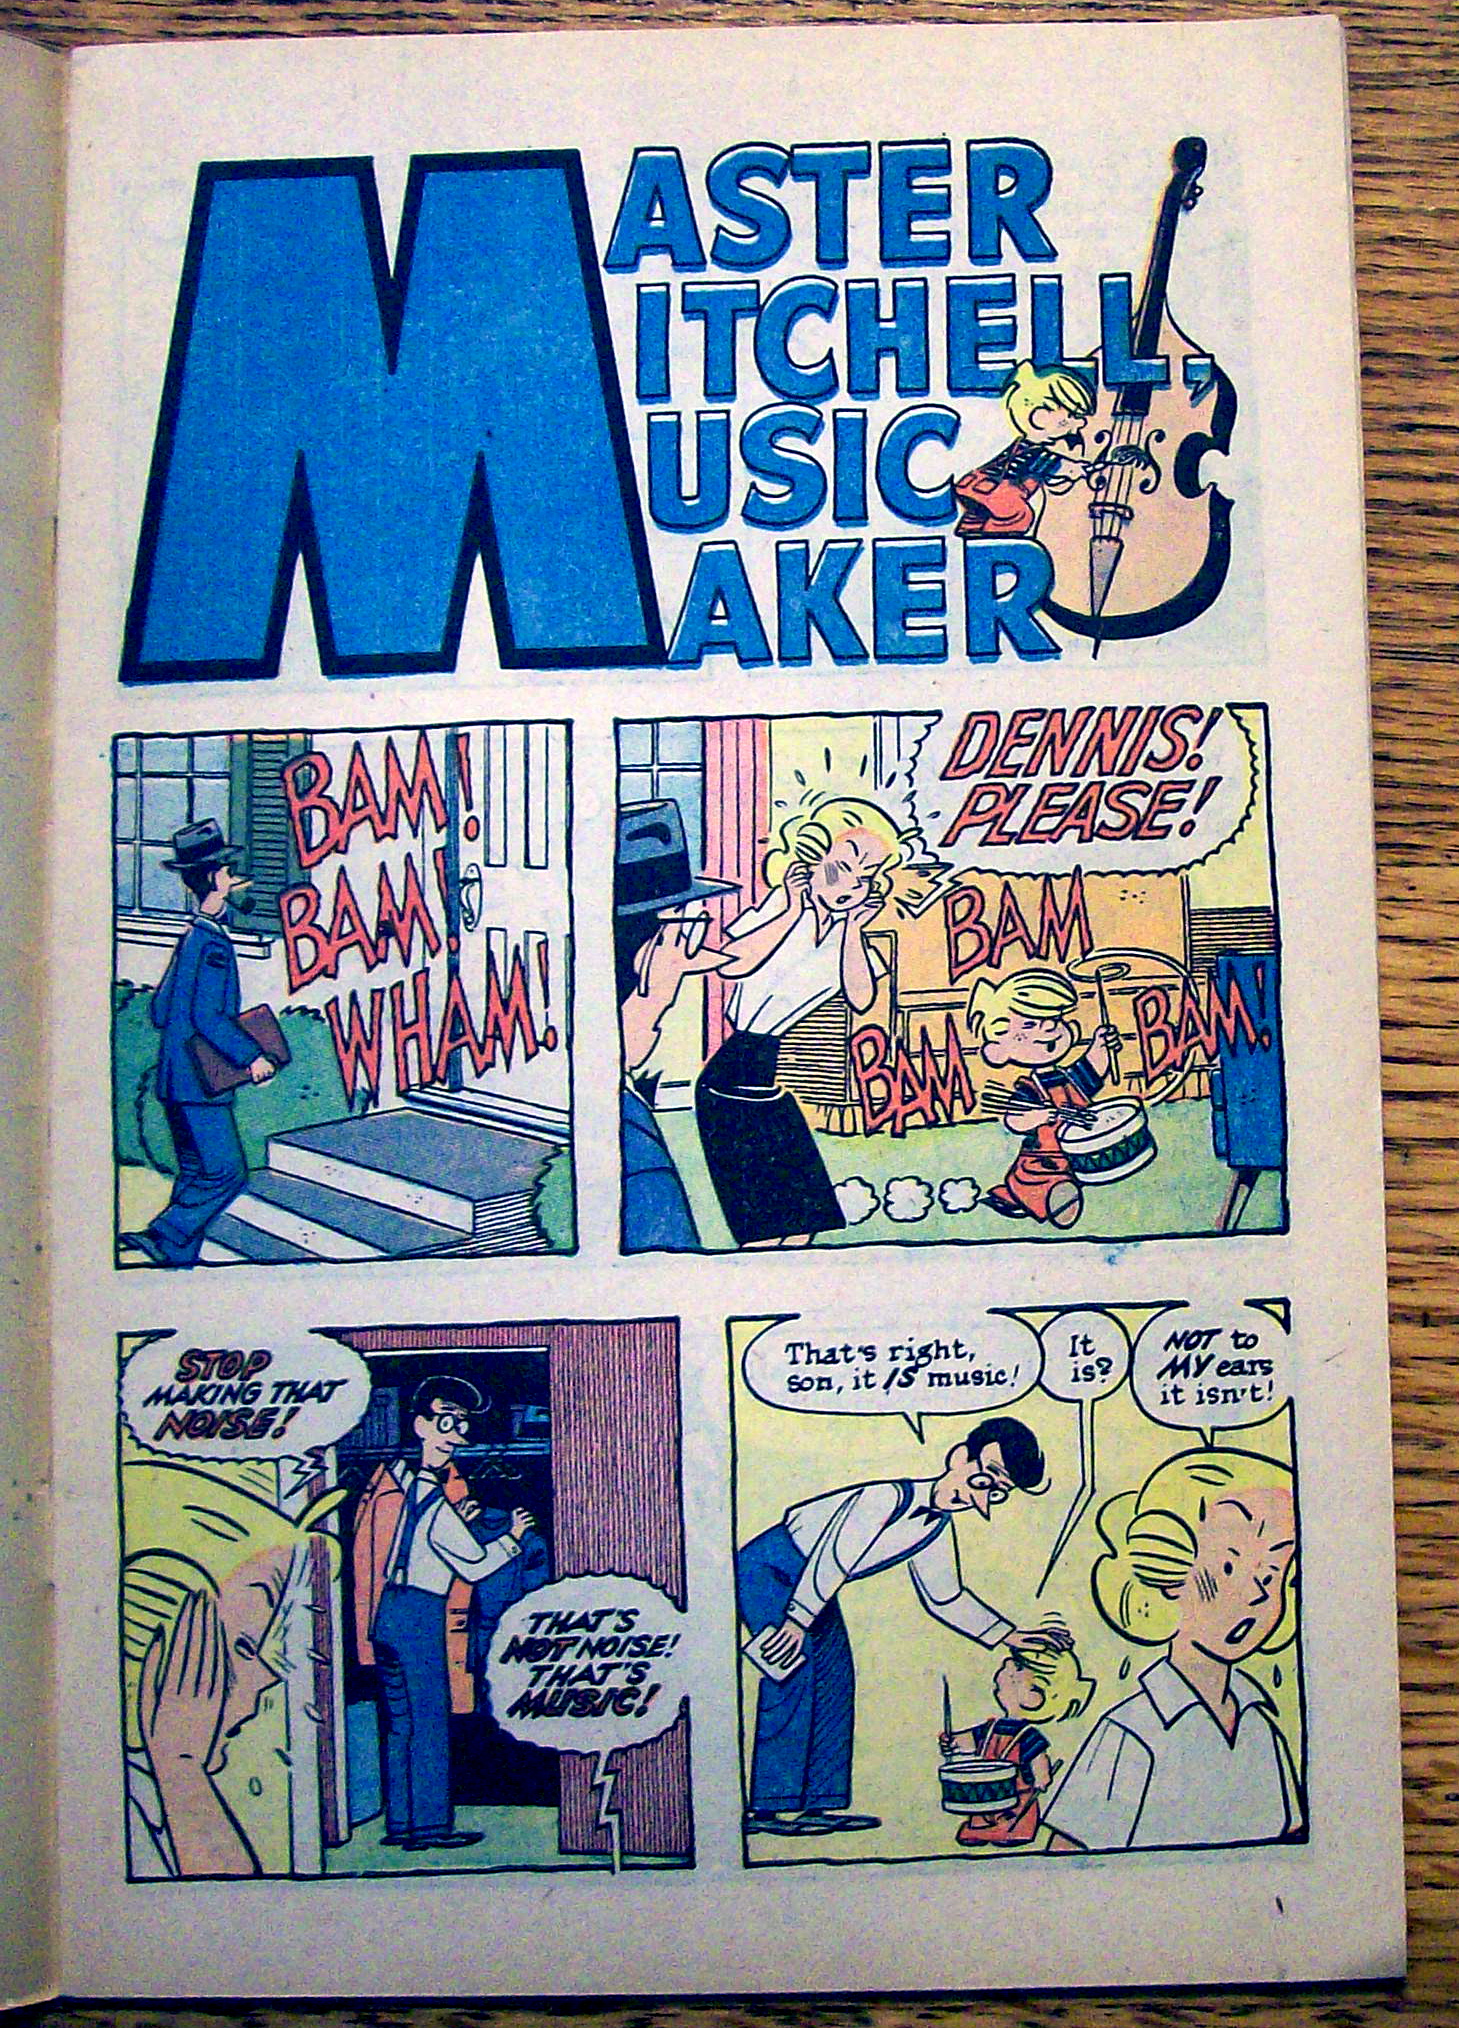 MASTER
MITCHELL,
MUSIC
MAKER
BAM!
BAM!
WHAM!
DENNIS!
PLEASE!
BAM
BAM
BAM!
STOP
MAKING THAT
NOISE!
THAT'S
NOT NOISE!
THAT'S
MUSIC!
That's right,
son, it IS music!
It
is?
NOT to
MY ears
it isn't!